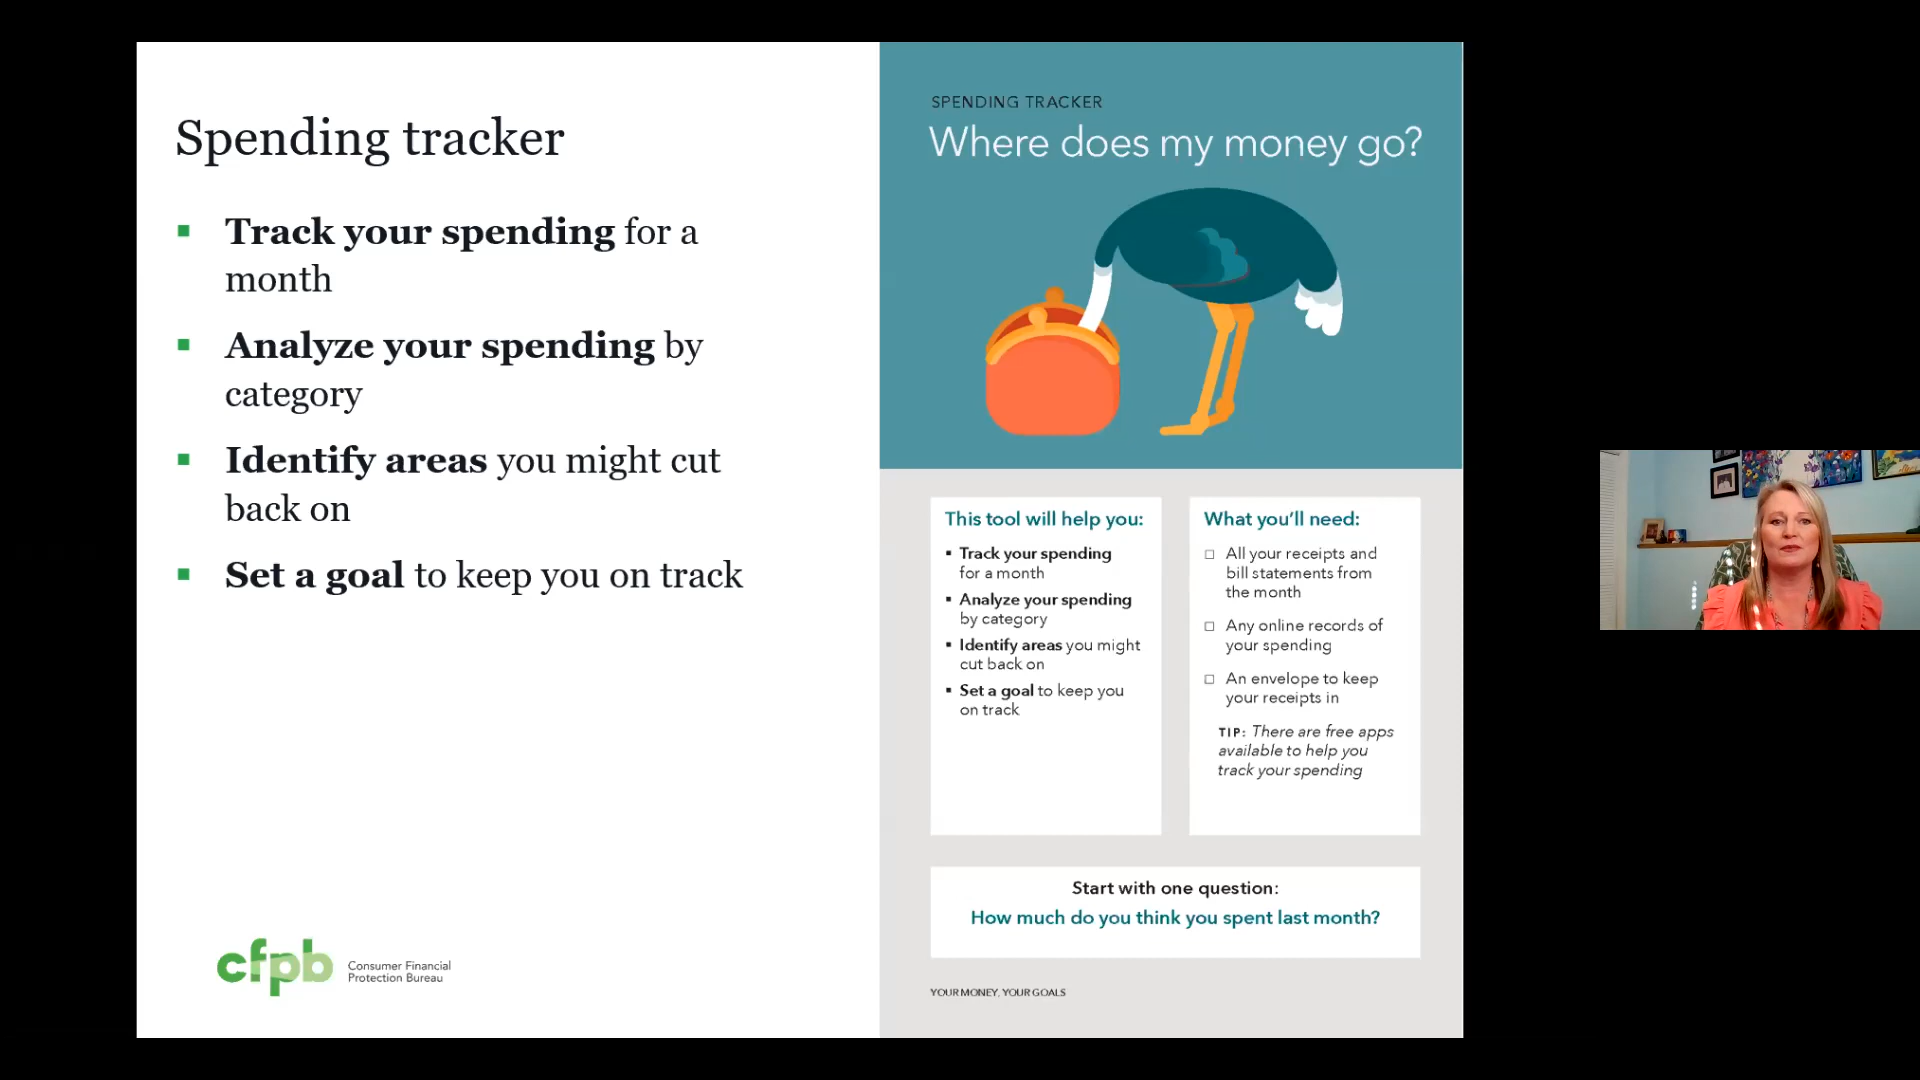 Spending tracker
Track your spending for a
month
Analyze your spending by
category
Identify areas you might cut
back on
Set a goal to keep you on track
cfpb
Consumer Financial
Protection Bureau
SPENDING TRACKER
Where does my money go?
This tool will help you:
Track your spending
for a month
Analyze your spending
by category
Identify areas you might
cut back on
Set a goal to keep you
on track
What you'll need:
All your receipts and
bill statements from
the month
Any online records of
your spending
An envelope to keep
your receipts in
TIP: There are free apps
available to help you
track your spending
Start with one question:
How much do you think you spent last month?
YOUR MONEY, YOUR GOALS